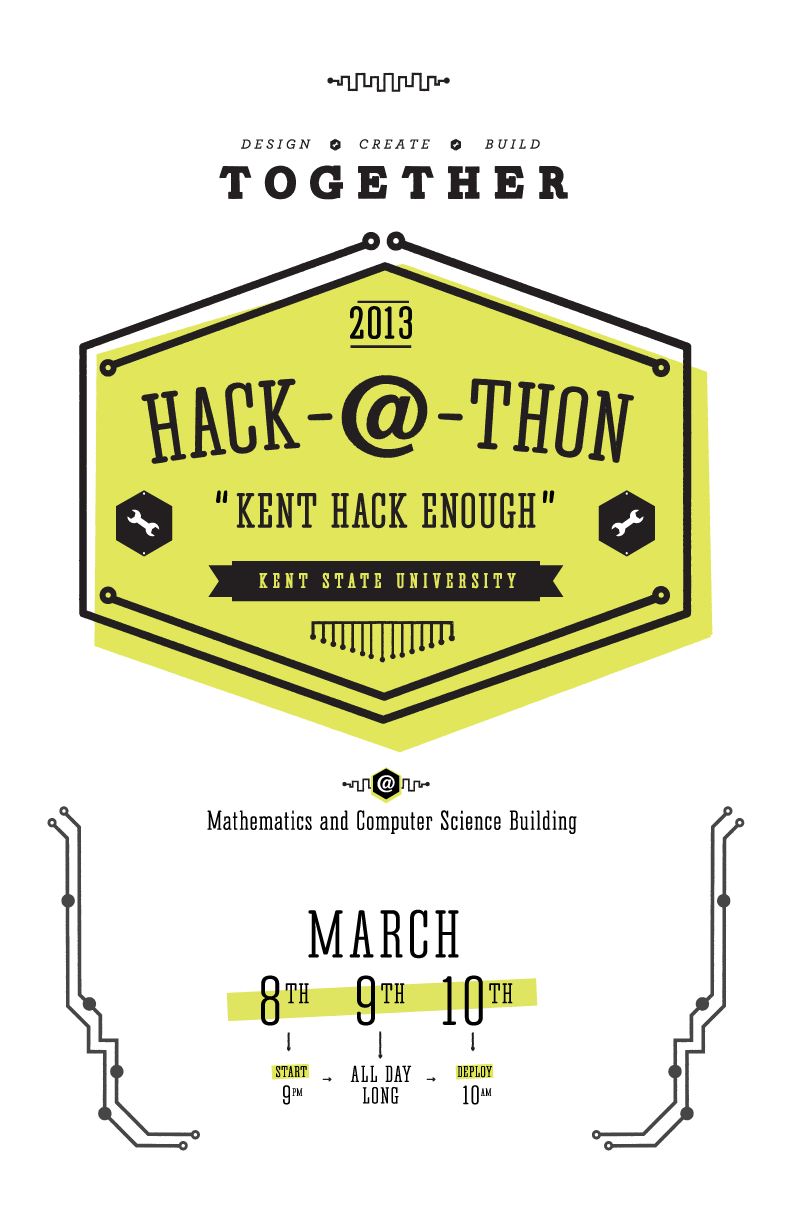 DESIGN CREATE BUILD
TOGETHER
2013
HACK-@-THON
"KENT HACK ENOUGH"
KENT STATE UNIVERSITY
@
Mathematics and Computer Science Building
MARCH
8TH 9TH 10TH
START → ALL DAY LONG → DEPLOY
9PM 10AM